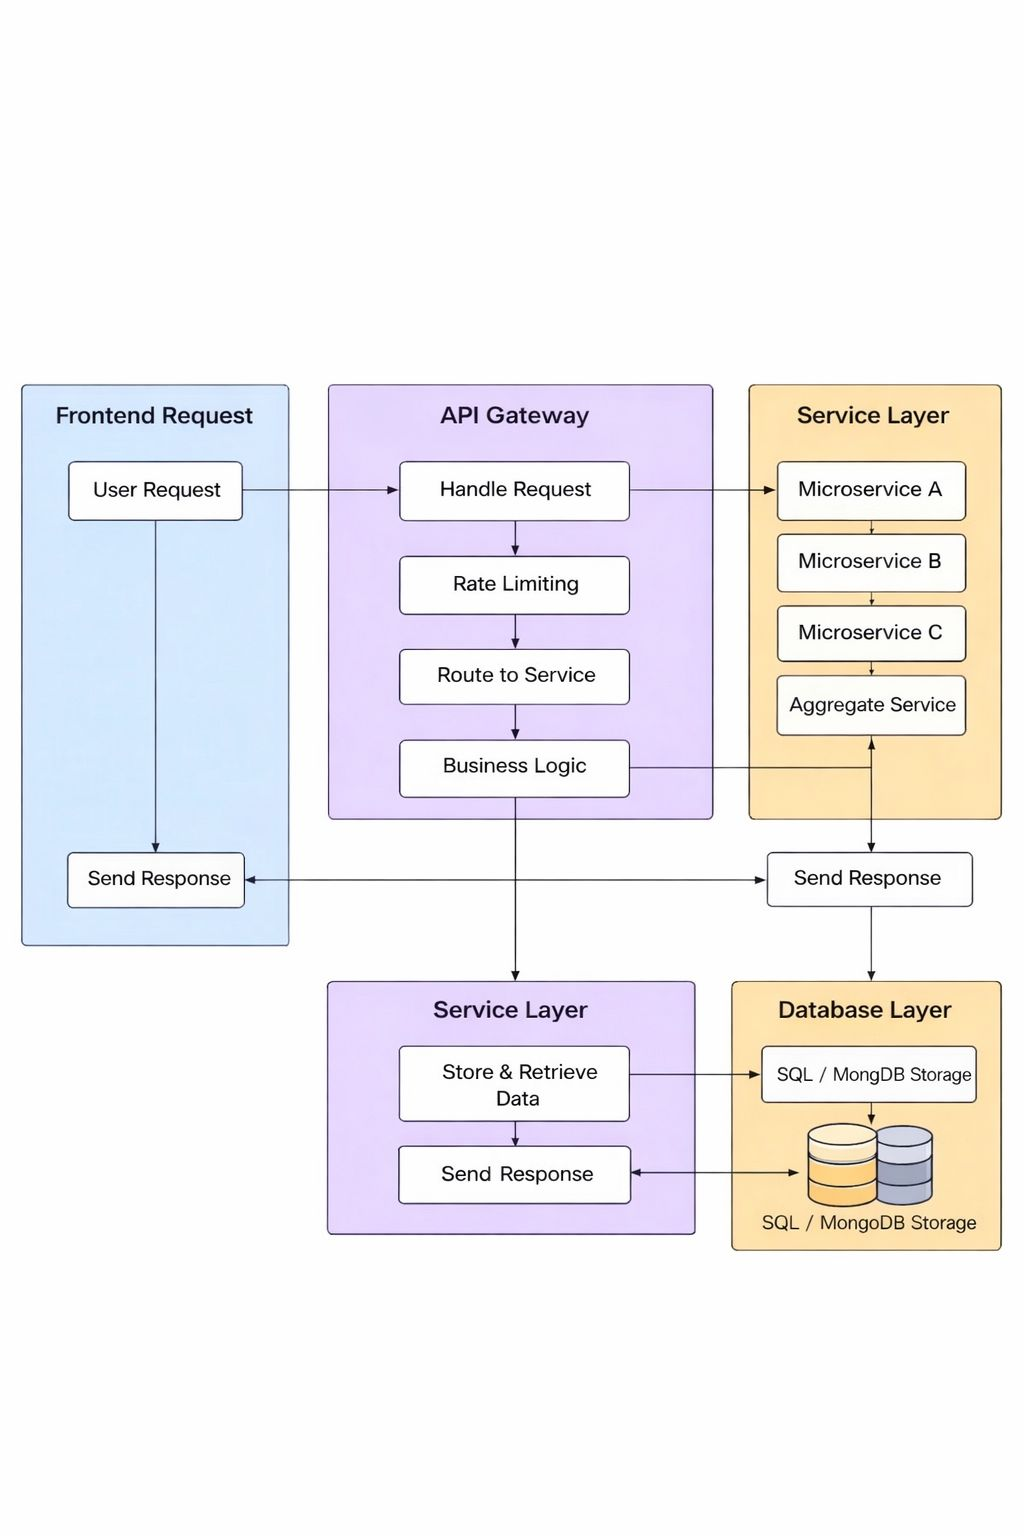 Frontend Request
User Request
Send Response
API Gateway
Handle Request
Rate Limiting
Route to Service
Business Logic
Service Layer
Microservice A
Microservice B
Microservice C
Aggregate Service
Send Response
Service Layer
Store & Retrieve
Data
Send Response
Database Layer
SQL / MongDB Storage
SQL / MongoDB Storage